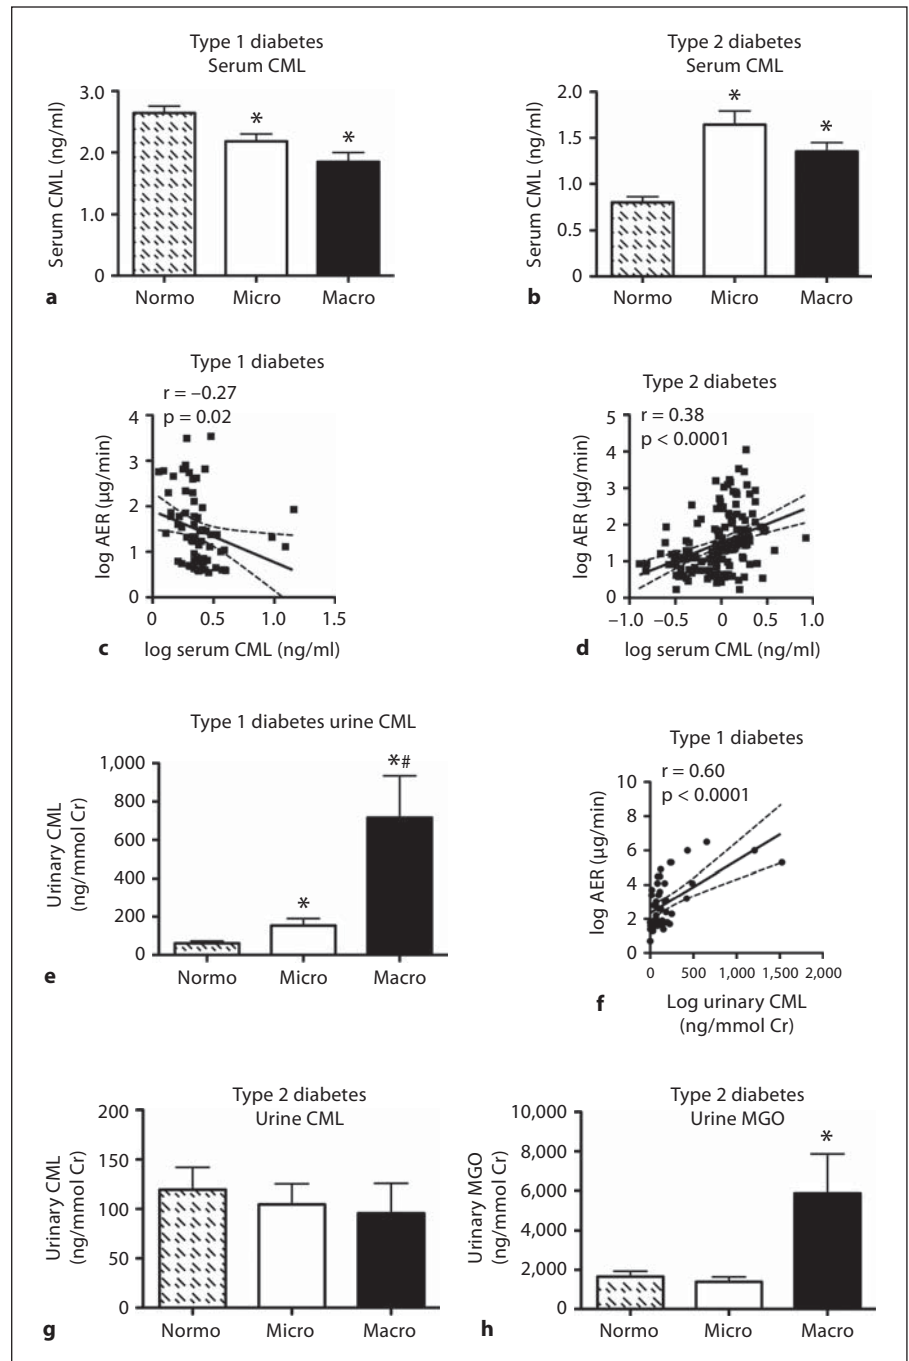 Type 1 diabetes
Serum CML
Serum CML (ng/ml)
3.0
2.0
1.0
0
*
*
Normo Micro Macro
a
Type 2 diabetes
Serum CML
Serum CML (ng/ml)
2.0
1.5
1.0
0.5
0
*
*
Normo Micro Macro
b
Type 1 diabetes
r = –0.27
p = 0.02
log AER (μg/min)
4
3
2
1
0
0 0.5 1.0 1.5
c log serum CML (ng/ml)
Type 2 diabetes
r = 0.38
p < 0.0001
log AER (μg/min)
5
4
3
2
1
0
–1.0 –0.5 0 0.5 1.0
d log serum CML (ng/ml)
Type 1 diabetes urine CML
Urinary CML
(ng/mmol Cr)
1,000
800
600
400
200
0
*
*#
Normo Micro Macro
e
Type 1 diabetes
r = 0.60
p < 0.0001
log AER (μg/min)
10
8
6
4
2
0
0 500 1,000 1,500 2,000
f Log urinary CML
(ng/mmol Cr)
Type 2 diabetes
Urine CML
Urinary CML
(ng/mmol Cr)
200
150
100
50
0
Normo Micro Macro
g
Type 2 diabetes
Urine MGO
Urinary MGO
(ng/mmol Cr)
10,000
8,000
6,000
4,000
2,000
0
*
Normo Micro Macro
h